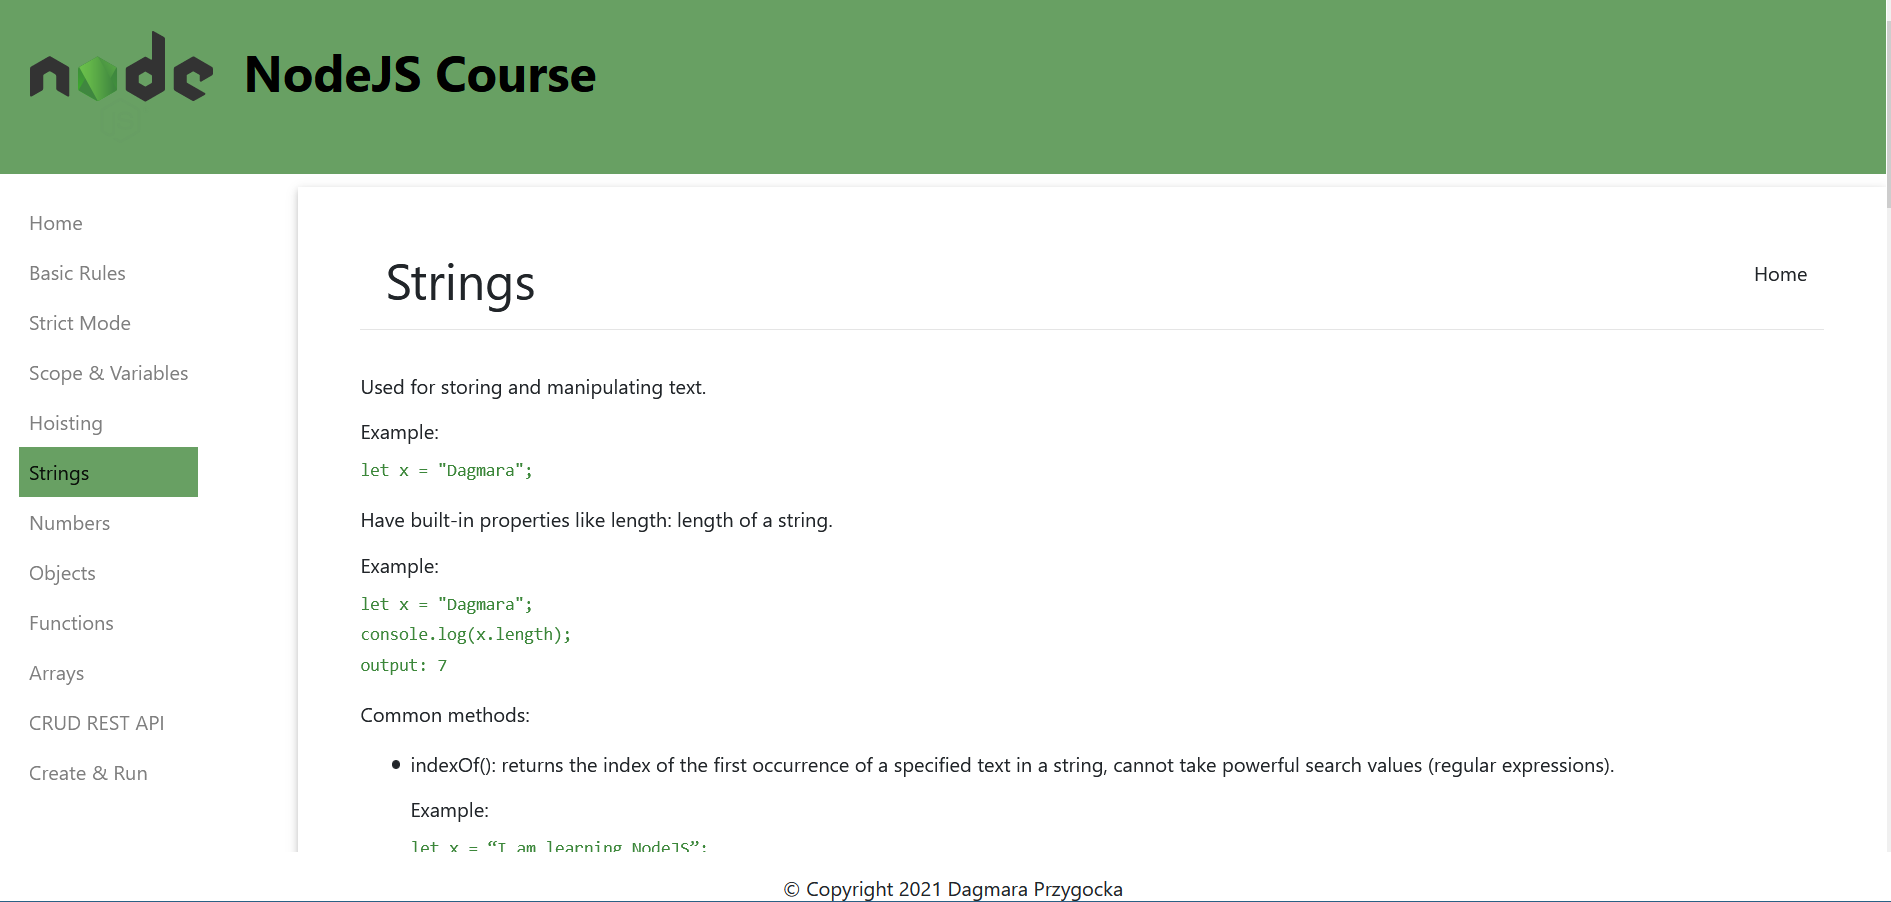 node
NodeJS Course
Home
Basic Rules
Strict Mode
Scope & Variables
Hoisting
Strings
Numbers
Objects
Functions
Arrays
CRUD REST API
Create & Run
Strings
Home
Used for storing and manipulating text.
Example:
let x = "Dagmara";
Have built-in properties like length: length of a string.
Example:
let x = "Dagmara";
console.log(x.length);
output: 7
Common methods:
• indexOf(): returns the index of the first occurrence of a specified text in a string, cannot take powerful search values (regular expressions).
Example:
let x = “I am learning NodeJS”;
© Copyright 2021 Dagmara Przygocka